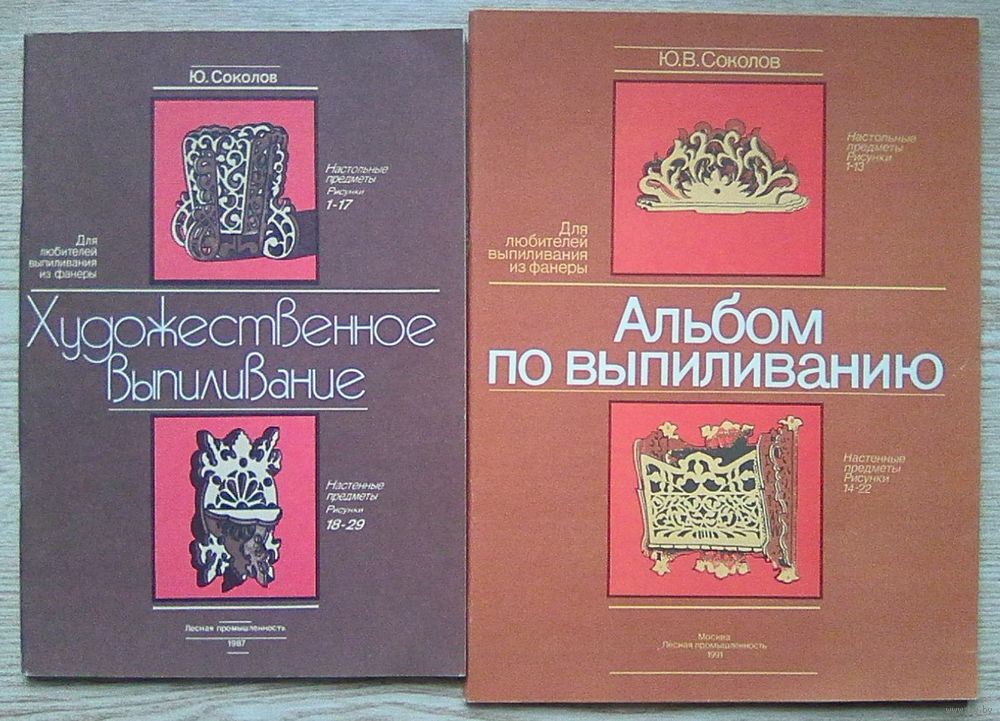 Ю. Соколов
Настольные
предметы
Рисунки
1-17
Для
любителей
выпиливания
из фанеры
Художественное
выпиливание
Настенные
предметы
Рисунки
18-29
Лесная промышленность
1987
Ю.В. Соколов
Настольные
предметы
Рисунки
1-13
Для
любителей
выпиливания
из фанеры
Альбом
по выпиливанию
Настенные
предметы
Рисунки
14-22
Москва
Лесная промышленность
1991